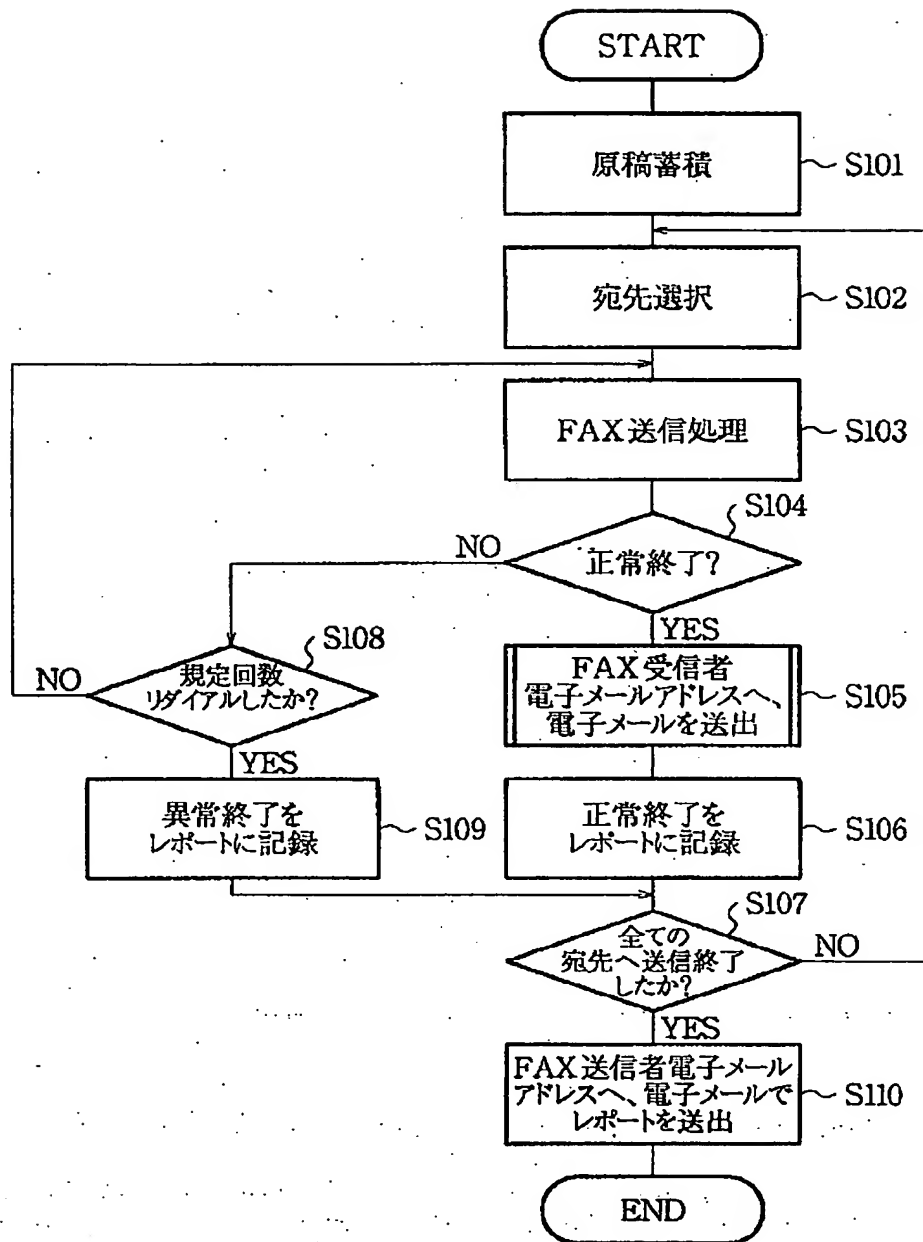 START
原稿蓄積
S101
宛先選択
S102
FAX送信処理
S103
S104
正常終了?
NO
YES
S108
規定回数
リダイアルしたか?
NO
YES
FAX受信者
電子メールアドレスへ、
電子メールを送出
S105
異常終了を
レポートに記録
S109
正常終了を
レポートに記録
S106
S107
全ての
宛先へ送信終了
したか?
NO
YES
FAX送信者電子メール
アドレスへ、電子メールで
レポートを送出
S110
END